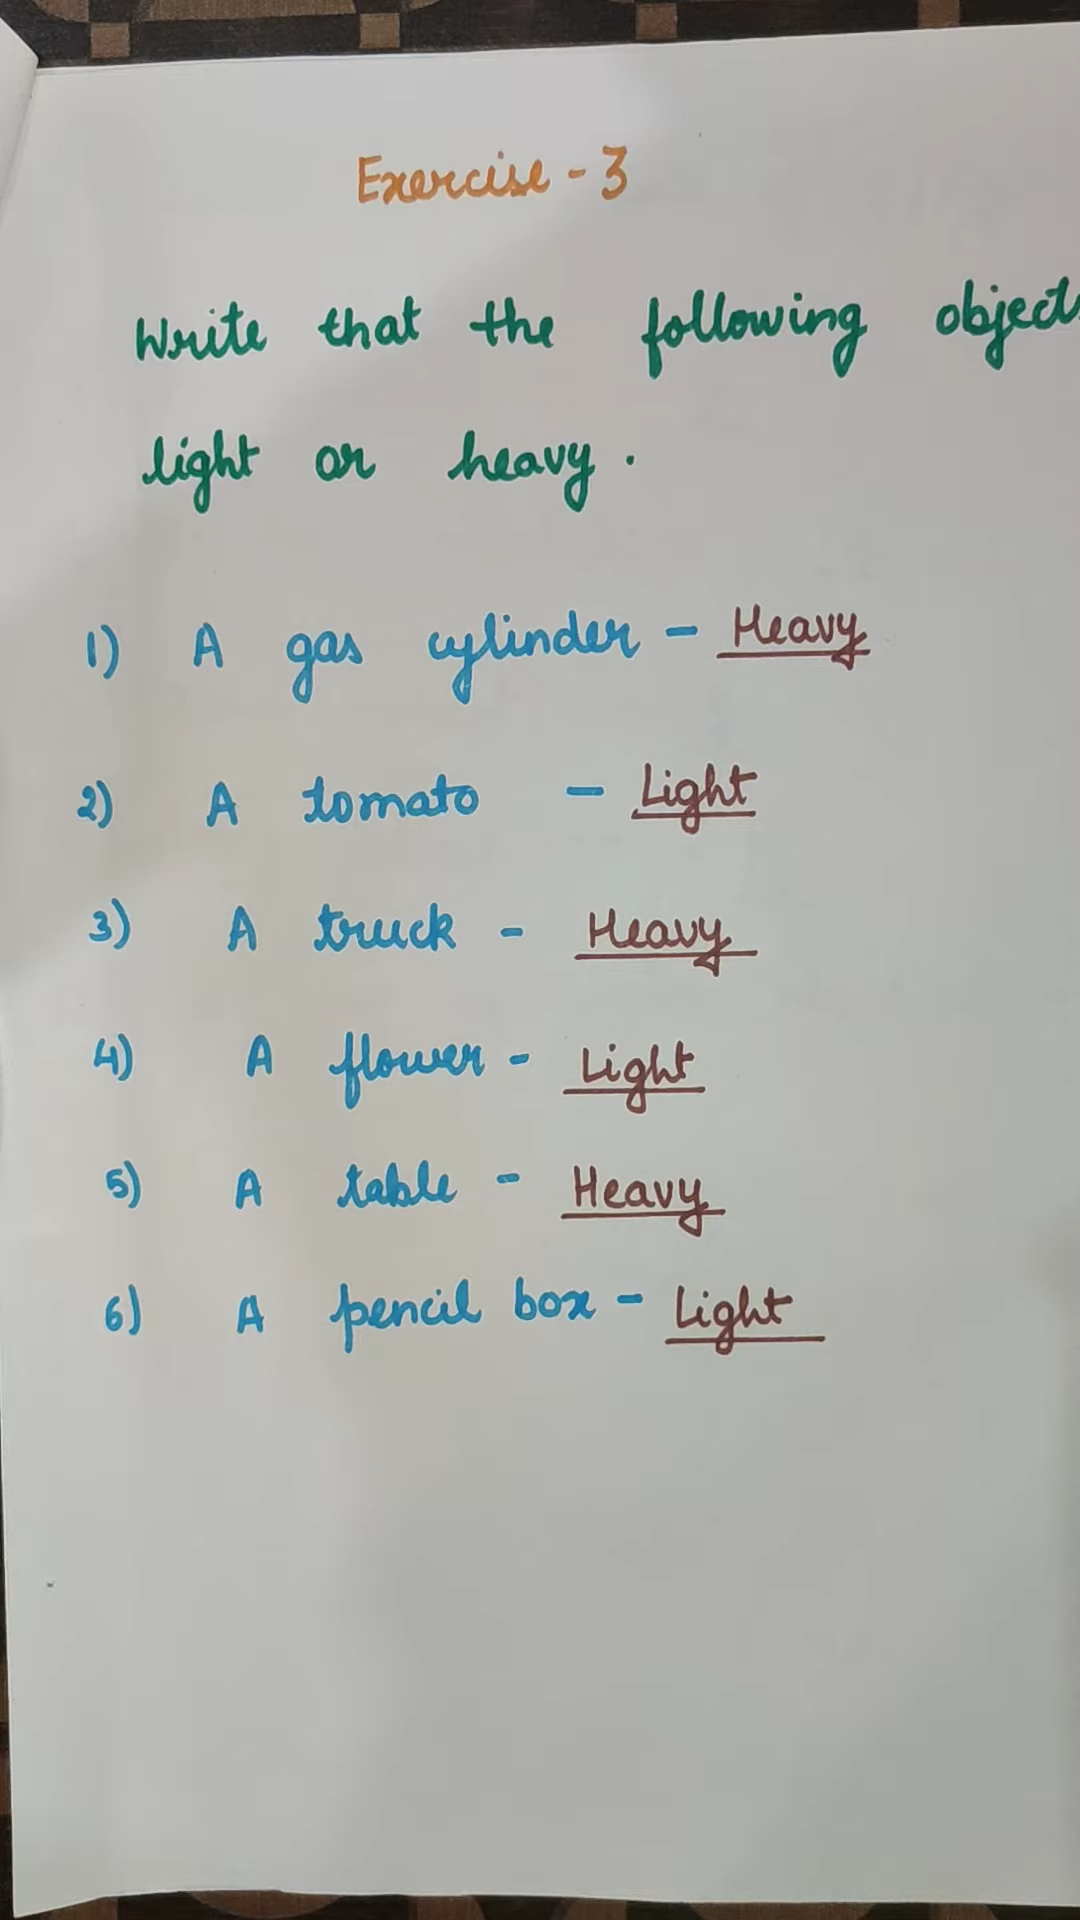 Exercise - 3
Write that the following objects
light or heavy.
1) A gas cylinder - Heavy
2) A tomato - Light
3) A truck - Heavy
4) A flower - Light
5) A table - Heavy
6) A pencil box - Light